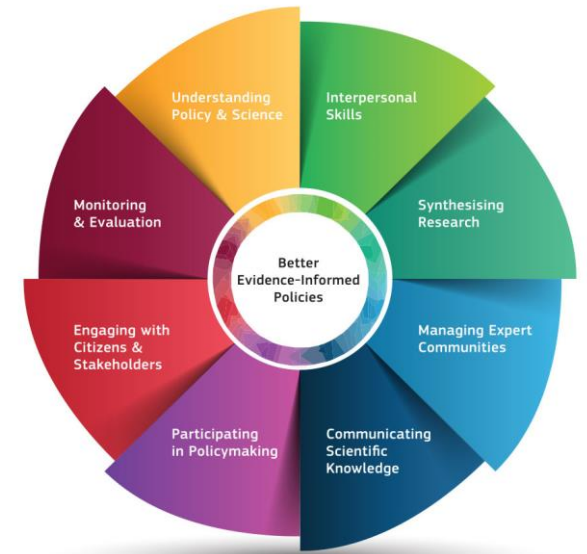 Understanding
Policy & Science
Interpersonal
Skills
Synthesising
Research
Managing Expert
Communities
Communicating
Scientific
Knowledge
Participating
in Policymaking
Engaging with
Citizens &
Stakeholders
Monitoring
& Evaluation
Better
Evidence-Informed
Policies